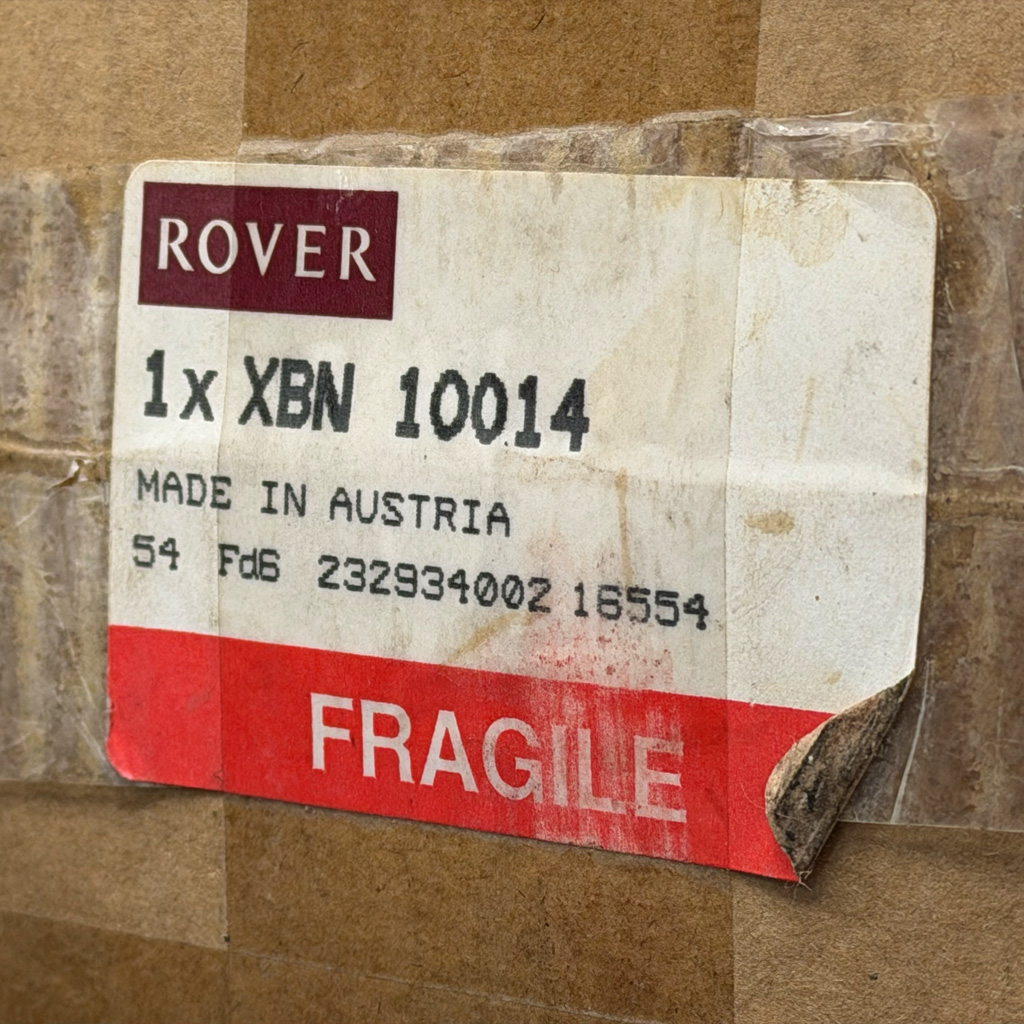 ROVER
1x XBN 10014
MADE IN AUSTRIA
54 Fd6 232934002 16554
FRAGILE